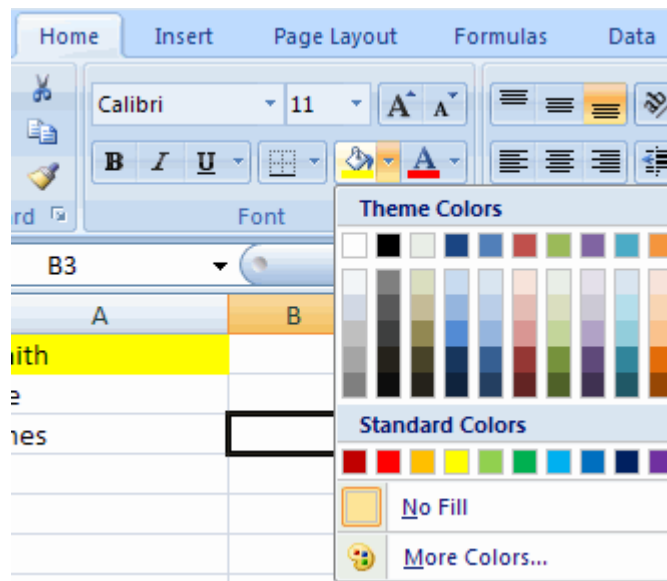 Home Insert Page Layout Formulas Data
Calibri 11 A A
B I U A
rd Font
Theme Colors
B3
A B
ith
e
nes
Standard Colors
No Fill
More Colors...